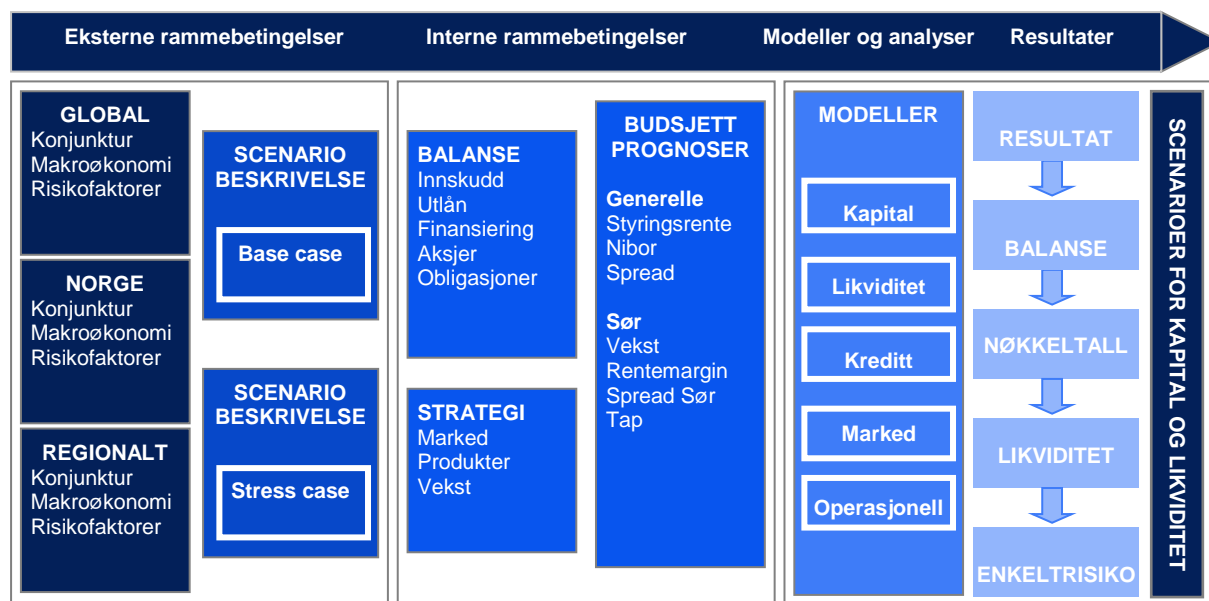 Eksterne rammebetingelser
Interne rammebetingelser
Modeller og analyser
Resultater
GLOBAL
Konjunktur
Makroøkonomi
Risikofaktorer
NORGE
Konjunktur
Makroøkonomi
Risikofaktorer
REGIONALT
Konjunktur
Makroøkonomi
Risikofaktorer
SCENARIO
BESKRIVELSE
Base case
SCENARIO
BESKRIVELSE
Stress case
BALANSE
Innskudd
Utlån
Finansiering
Aksjer
Obligasjoner
STRATEGI
Marked
Produkter
Vekst
BUDSJETT
PROGNOSER
Generelle
Styringsrente
Nibor
Spread
Sør
Vekst
Rentemargin
Spread Sør
Tap
MODELLER
Kapital
Likviditet
Kreditt
Marked
Operasjonell
RESULTAT
BALANSE
NØKKELTALL
LIKVIDITET
ENKELTRISIKO
SCENARIOER FOR KAPITAL OG LIKVIDITET